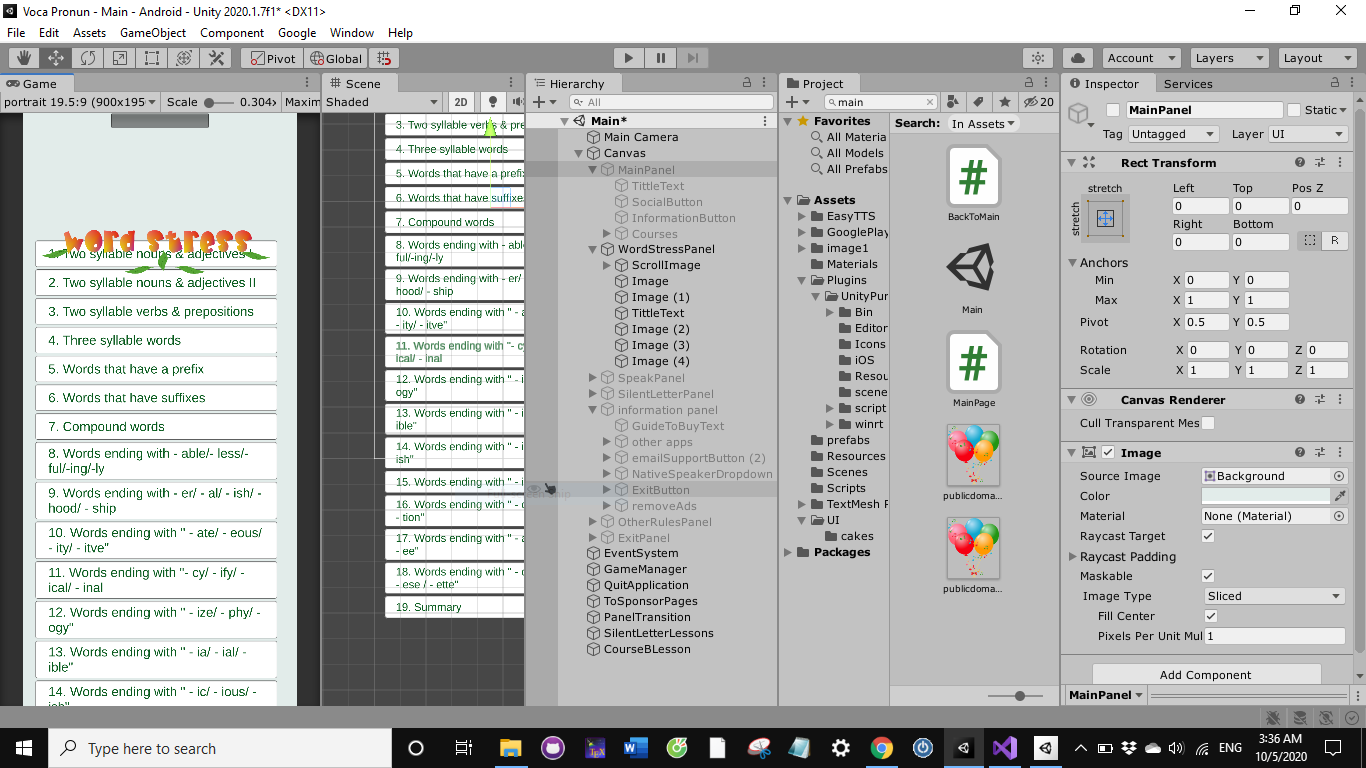 Voca Pronun - Main - Android - Unity 2020.1.7f1* <DX11>
File Edit Assets GameObject Component Google Window Help
Pivot Global Account Layers Layout
Game
portrait 19.5:9 (900x195 Scale 0.304x Maxim
word stress
1. Two syllable nouns & adjectives I
2. Two syllable nouns & adjectives II
3. Two syllable verbs & prepositions
4. Three syllable words
5. Words that have a prefix
6. Words that have suffixes
7. Compound words
8. Words ending with - able/- less/-
ful/-ing/-ly
9. Words ending with - er/ - al/ - ish/ -
hood/ - ship
10. Words ending with " - ate/ - eous/
- ity/ - itve"
11. Words ending with "- cy/ - ify/ -
ical/ - inal
12. Words ending with " - ize/ - phy/ -
ogy"
13. Words ending with " - ia/ - ial/ -
ible"
14. Words ending with " - ic/ - ious/ -
ish"
Scene
Shaded 2D
3. Two syllable verbs & pre
4. Three syllable words
5. Words that have a prefix
6. Words that have suffixe
7. Compound words
8. Words ending with - abl
ful/-ing/-ly
9. Words ending with - er/
hood/ - ship
10. Words ending with " - a
- ity/ - itve"
11. Words ending with "- cy
ical/ - inal
12. Words ending with " - i
ogy"
13. Words ending with " - i
ible"
14. Words ending with " - i
ish"
15. Words ending with " - i
16. Words ending with "
- tion"
17. Words ending with " - a
- ee"
18. Words ending with "
- ese / - ette"
19. Summary
Hierarchy
All
Main*
Main Camera
Canvas
MainPanel
TittleText
SocialButton
InformationButton
Courses
WordStressPanel
ScrollImage
Image
Image (1)
TittleText
Image (2)
Image (3)
Image (4)
SpeakPanel
SilentLetterPanel
information panel
GuideToBuyText
other apps
emailSupportButton (2)
NativeSpeakerDropdown
ExitButton
removeAds
OtherRulesPanel
ExitPanel
EventSystem
GameManager
QuitApplication
ToSponsorPages
PanelTransition
SilentLetterLessons
CourseBLesson
Project
main 20
Favorites
All Materia
All Models
All Prefabs
Assets
EasyTTS
GooglePlay
image1
Materials
Plugins
UnityPur
Bin
Editor
Icons
iOS
Resou
scene
script
winrt
prefabs
Resources
Scenes
Scripts
TextMesh P
UI
cakes
Packages
Search: In Assets
BackToMain
Main
MainPage
publicdoma...
publicdoma...
Inspector Services
MainPanel Static
Tag Untagged Layer UI
Rect Transform
stretch Left Top Pos Z
stretch 0 0 0
Right Bottom
0 0 R
Anchors
Min X 0 Y 0
Max X 1 Y 1
Pivot X 0.5 Y 0.5
Rotation X 0 Y 0 Z 0
Scale X 1 Y 1 Z 1
Canvas Renderer
Cull Transparent Mes
Image
Source Image Background
Color
Material None (Material)
Raycast Target
Raycast Padding
Maskable
Image Type Sliced
Fill Center
Pixels Per Unit Mul 1
Add Component
MainPanel
Type here to search
ENG
3:36 AM
10/5/2020